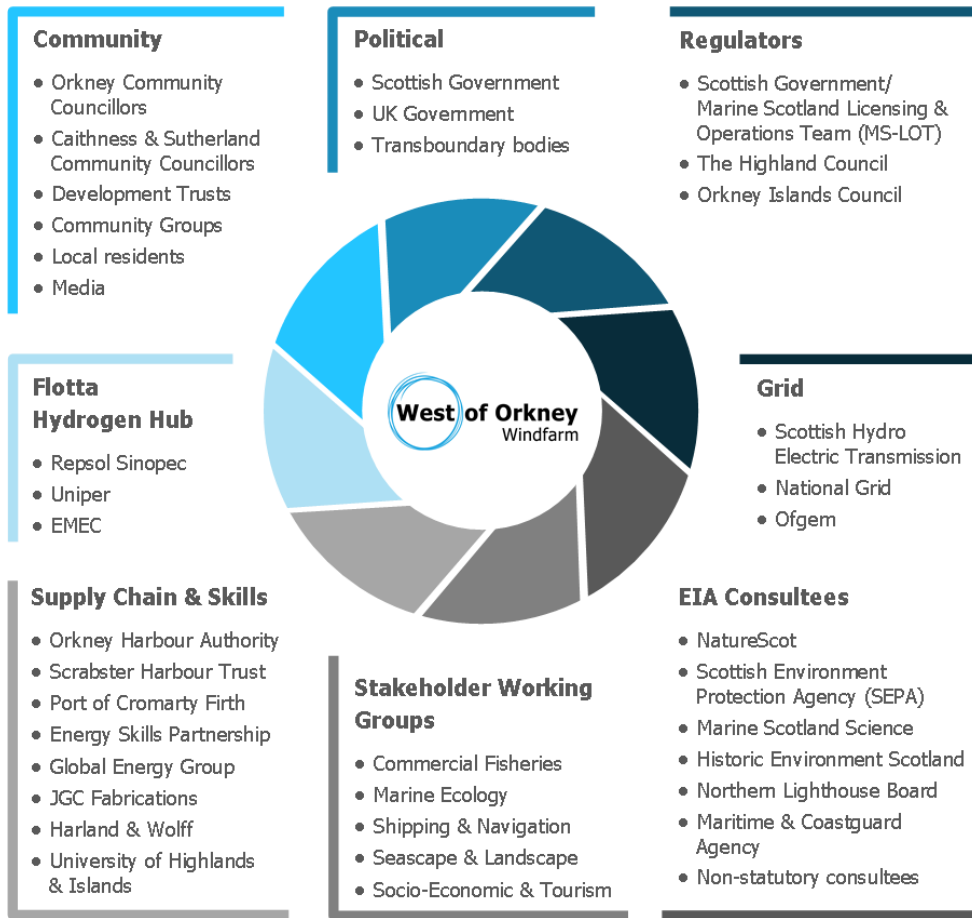 Community
• Orkney Community
Councillors
• Caithness & Sutherland
Community Councillors
• Development Trusts
• Community Groups
• Local residents
• Media
Political
• Scottish Government
• UK Government
• Transboundary bodies
Regulators
• Scottish Government/
Marine Scotland Licensing &
Operations Team (MS-LOT)
• The Highland Council
• Orkney Islands Council
Flotta
Hydrogen Hub
• Repsol Sinopec
• Uniper
• EMEC
West of Orkney
Windfarm
Grid
• Scottish Hydro
Electric Transmission
• National Grid
• Ofgem
Supply Chain & Skills
• Orkney Harbour Authority
• Scrabster Harbour Trust
• Port of Cromarty Firth
• Energy Skills Partnership
• Global Energy Group
• JGC Fabrications
• Harland & Wolff
• University of Highlands
& Islands
Stakeholder Working
Groups
• Commercial Fisheries
• Marine Ecology
• Shipping & Navigation
• Seascape & Landscape
• Socio-Economic & Tourism
EIA Consultees
• NatureScot
• Scottish Environment
Protection Agency (SEPA)
• Marine Scotland Science
• Historic Environment Scotland
• Northern Lighthouse Board
• Maritime & Coastguard
Agency
• Non-statutory consultees